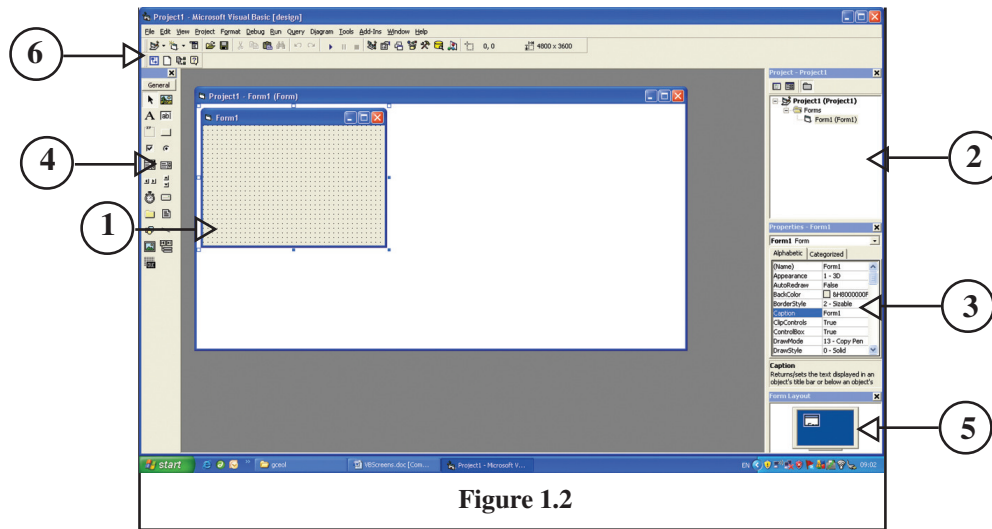 Project1 - Microsoft Visual Basic [design]
File Edit View Project Format Debug Run Query Diagram Tools Add-Ins Window Help
0, 0 4800 x 3600
6
General
A ab|
4
1
Project1 - Form1 (Form)
Form1
Project - Project1
Project1 (Project1)
Forms
Form1 (Form1)
2
Properties - Form1
Form1 Form
Alphabetic Categorized
(Name) Form1
Appearance 1 - 3D
AutoRedraw False
BackColor &H8000000F
BorderStyle 2 - Sizable
Caption Form1
ClipControls True
ControlBox True
DrawMode 13 - Copy Pen
DrawStyle 0 - Solid
3
Caption
Returns/sets the text displayed in an
object's title bar or below an object's
Form Layout
5
start gceol VBScreens.doc [Com... Project1 - Microsoft V... EN 09:02
Figure 1.2